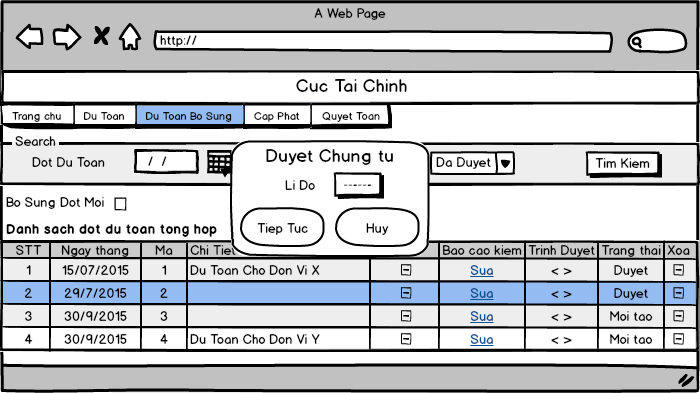 A Web Page
http://
Cuc Tai Chinh
Trang chu Du Toan Du Toan Bo Sung Cap Phat Quyet Toan
Search
Dot Du Toan / / Da Duyet Tim Kiem
Duyet Chung tu
Li Do ------
Tiep Tuc Huy
Bo Sung Dot Moi
Danh sach dot du toan tong hop
STT Ngay thang Ma Chi Tiet Bao cao kiem Trinh Duyet Trang thai Xoa
1 15/07/2015 1 Du Toan Cho Don Vi X Sua < > Duyet
2 29/7/2015 2 Sua < > Duyet
3 30/9/2015 3 Sua < > Moi tao
4 30/9/2015 4 Du Toan Cho Don Vi Y Sua < > Moi tao